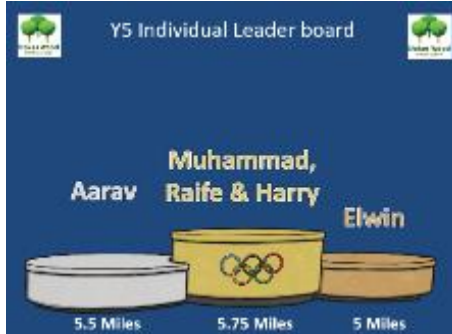 Y5 Individual Leader board
Muhammad,
Aarav
Raife & Harry
Elwin
5.5 Miles
5.75 Miles
5 Miles